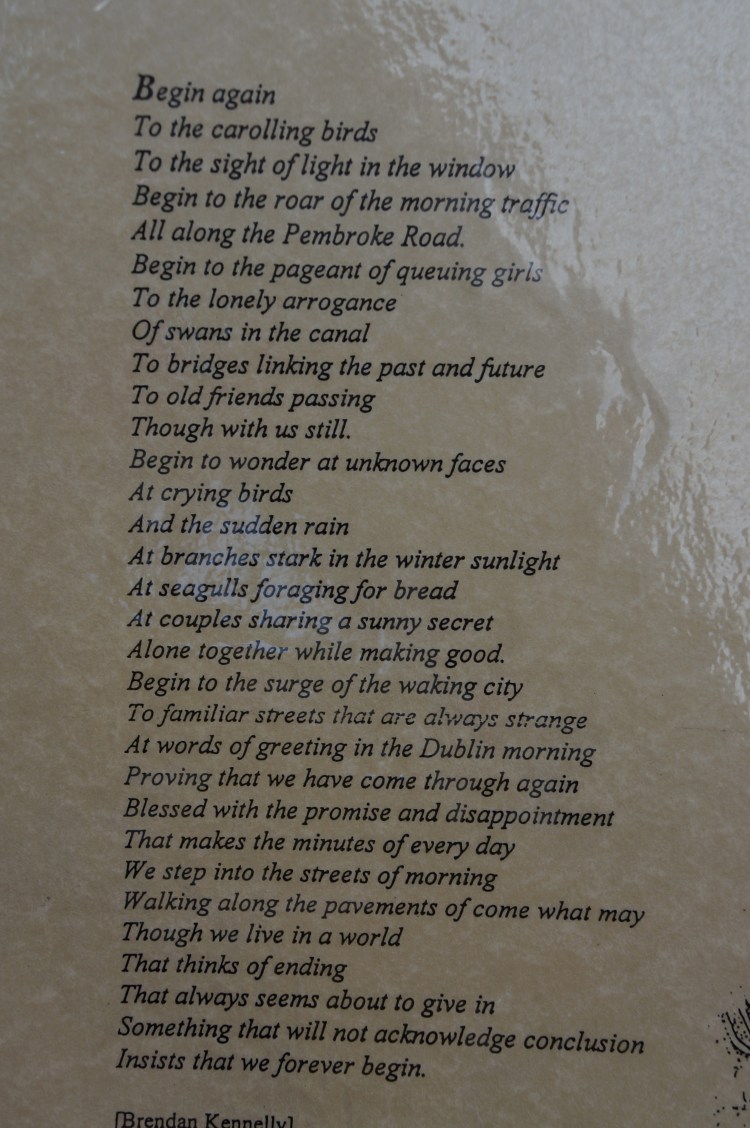 Begin again
To the carolling birds
To the sight of light in the window
Begin to the roar of the morning traffic
All along the Pembroke Road.
Begin to the pageant of queuing girls
To the lonely arrogance
Of swans in the canal
To bridges linking the past and future
To old friends passing
Though with us still.
Begin to wonder at unknown faces
At crying birds
And the sudden rain
At branches stark in the winter sunlight
At seagulls foraging for bread
At couples sharing a sunny secret
Alone together while making good.
Begin to the surge of the waking city
To familiar streets that are always strange
At words of greeting in the Dublin morning
Proving that we have come through again
Blessed with the promise and disappointment
That makes the minutes of every day
We step into the streets of morning
Walking along the pavements of come what may
Though we live in a world
That thinks of ending
That always seems about to give in
Something that will not acknowledge conclusion
Insists that we forever begin.
[Brendan Kennelly]